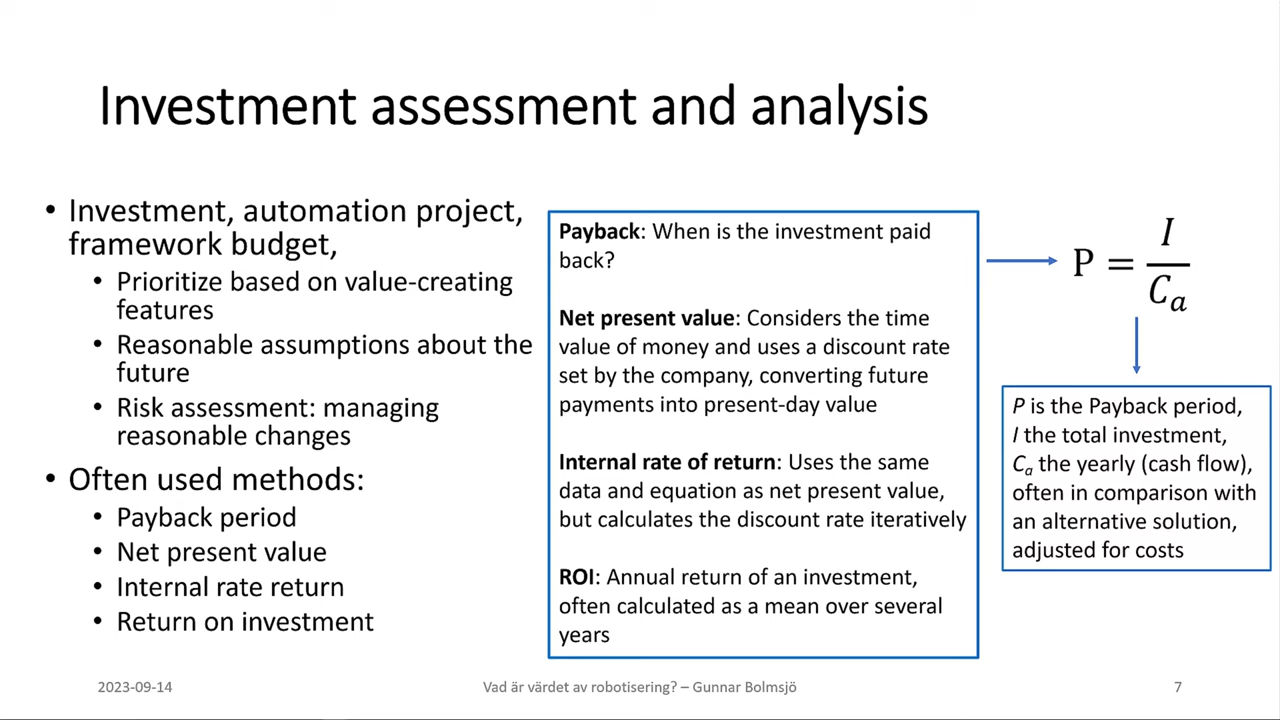 Investment assessment and analysis
• Investment, automation project,
framework budget,
• Prioritize based on value-creating
features
• Reasonable assumptions about the
future
• Risk assessment: managing
reasonable changes
• Often used methods:
• Payback period
• Net present value
• Internal rate return
• Return on investment
Payback: When is the investment paid
back?
Net present value: Considers the time
value of money and uses a discount rate
set by the company, converting future
payments into present-day value
Internal rate of return: Uses the same
data and equation as net present value,
but calculates the discount rate iteratively
ROI: Annual return of an investment,
often calculated as a mean over several
years
P = I / Ca
P is the Payback period,
I the total investment,
Ca the yearly (cash flow),
often in comparison with
an alternative solution,
adjusted for costs
2023-09-14
Vad är värdet av robotisering? – Gunnar Bolmsjö
7